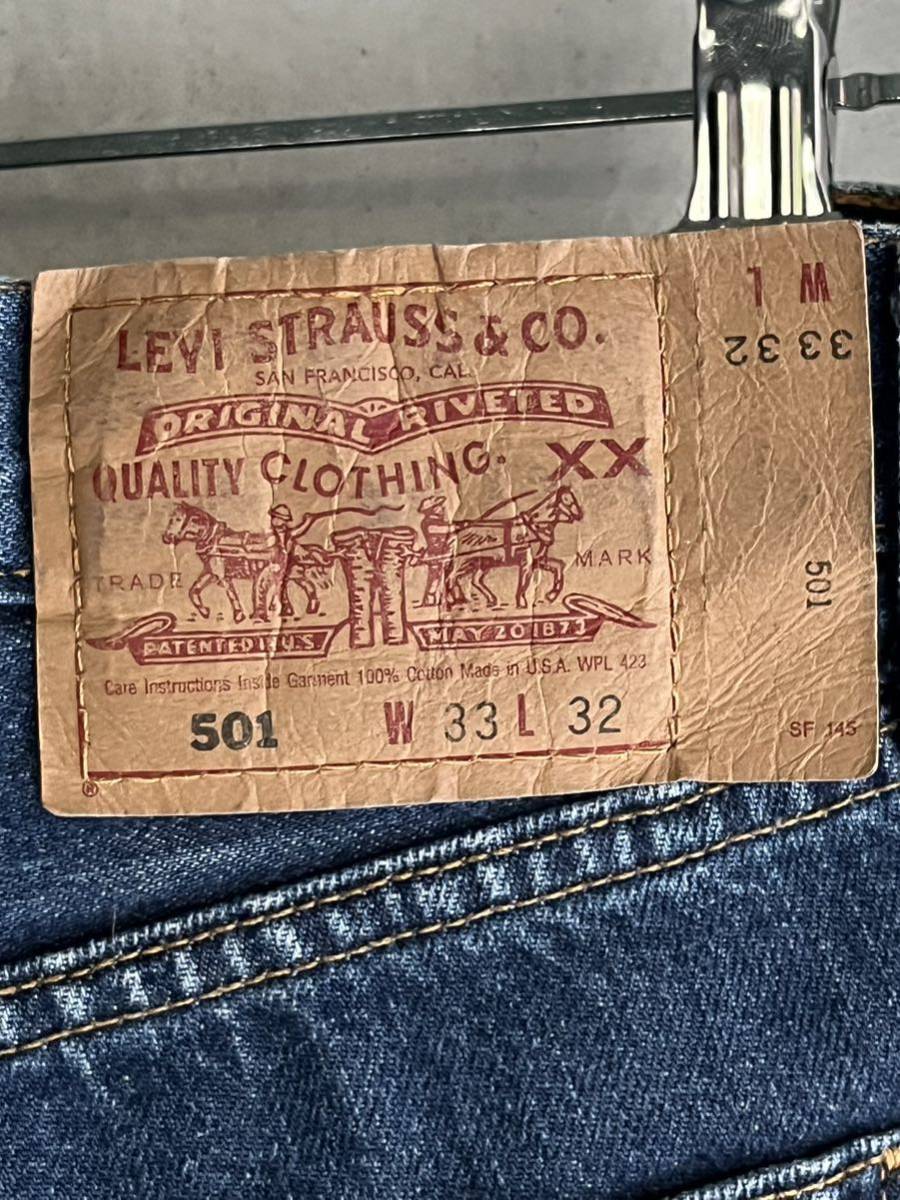 LEVI STRAUSS & CO.
SAN FRANCISCO, CAL.
ORIGINAL RIVETED
QUALITY CLOTHING. XX
TRADE MARK
PATENTED IN U.S. MAY 20 1873
Care Instructions Inside Garment 100% Cotton Made in U.S.A. WPL 423
501 W 33 L 32
®
W L
33 32
501
SF 145